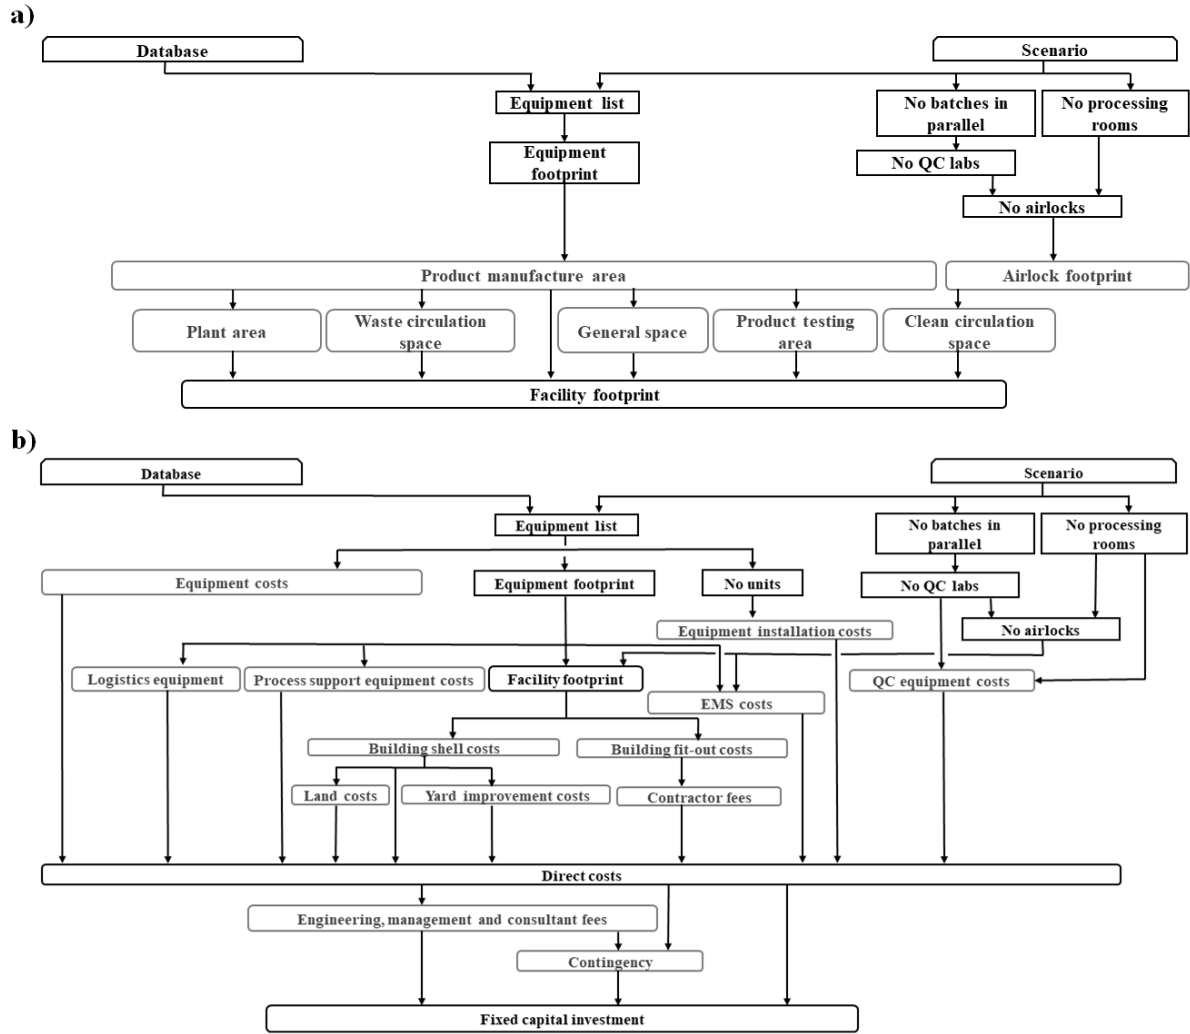 a)
Database
Scenario
Equipment list
No batches in
parallel
No processing
rooms
Equipment
footprint
No QC labs
No airlocks
Product manufacture area
Airlock footprint
Plant area
Waste circulation
space
General space
Product testing
area
Clean circulation
space
Facility footprint
b)
Database
Scenario
Equipment list
No batches in
parallel
No processing
rooms
Equipment costs
Equipment footprint
No units
No QC labs
Equipment installation costs
No airlocks
Logistics equipment
Process support equipment costs
Facility footprint
EMS costs
QC equipment costs
Building shell costs
Building fit-out costs
Land costs
Yard improvement costs
Contractor fees
Direct costs
Engineering, management and consultant fees
Contingency
Fixed capital investment